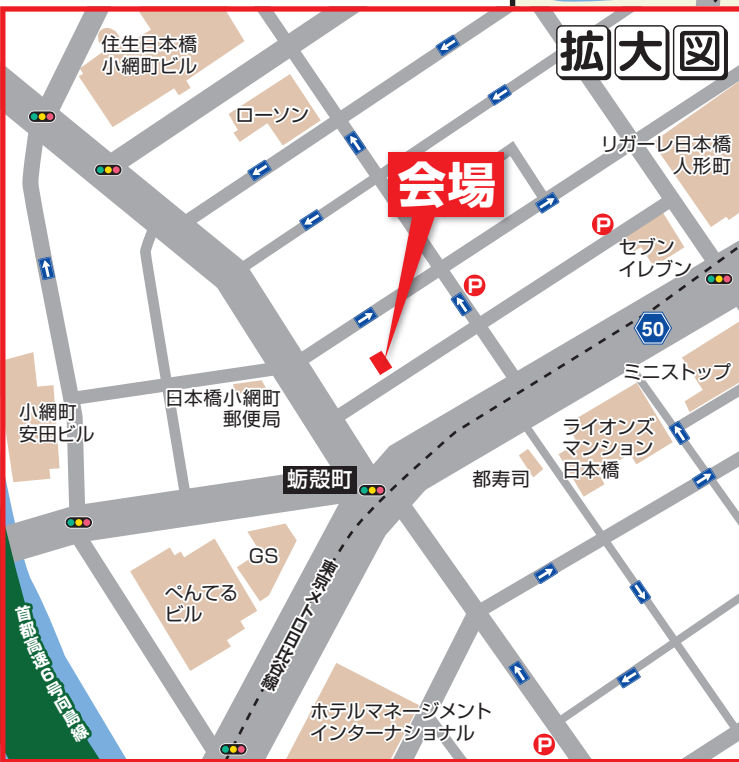 拡大図
住生日本橋
小網町ビル
ローソン
リガーレ日本橋
人形町
会場
P
セブン
イレブン
P
50
ミニストップ
小網町
安田ビル
日本橋小網町
郵便局
ライオンズ
マンション
日本橋
蛎殻町
都寿司
GS
ぺんてる
ビル
東京メトロ日比谷線
首都高速6号向島線
ホテルマネージメント
インターナショナル
P